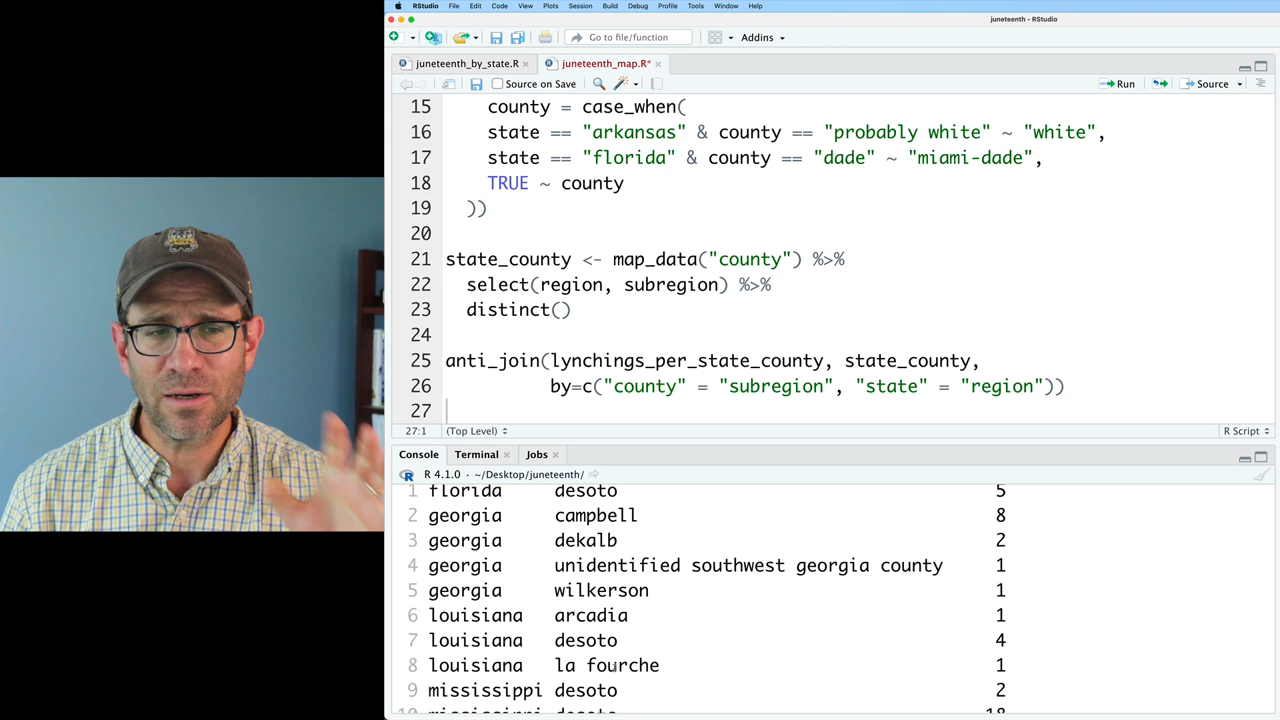 RStudio File Edit Code View Plots Session Build Debug Profile Tools Window Help
juneteenth - RStudio
Go to file/function Addins
juneteenth_by_state.R juneteenth_map.R*
Source on Save Run Source
15 county = case_when(
16 state == "arkansas" & county == "probably white" ~ "white",
17 state == "florida" & county == "dade" ~ "miami-dade",
18 TRUE ~ county
19 ))
20
21 state_county <- map_data("county") %>%
22 select(region, subregion) %>%
23 distinct()
24
25 anti_join(lynchings_per_state_county, state_county,
26 by=c("county" = "subregion", "state" = "region"))
27
27:1 (Top Level) R Script
Console Terminal Jobs
R 4.1.0 · ~/Desktop/juneteenth/
1 florida desoto 5
2 georgia campbell 8
3 georgia dekalb 2
4 georgia unidentified southwest georgia county 1
5 georgia wilkerson 1
6 louisiana arcadia 1
7 louisiana desoto 4
8 louisiana la fourche 1
9 mississippi desoto 2